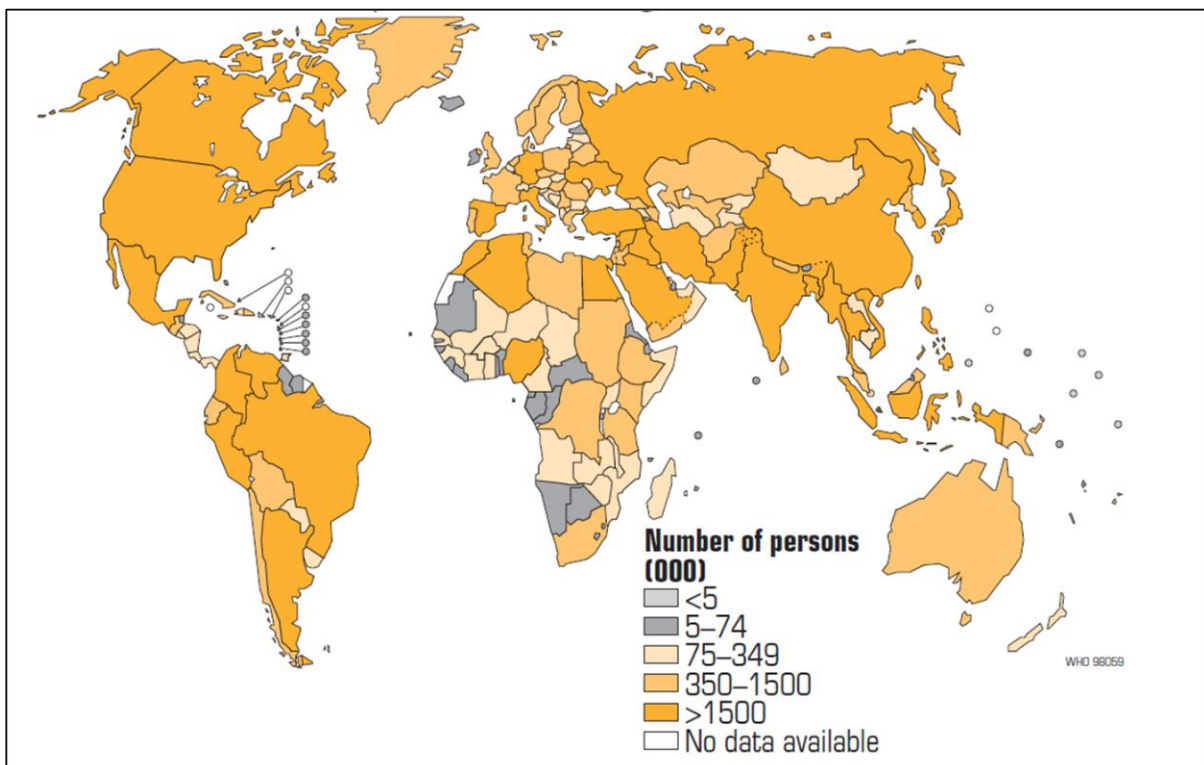 Number of persons
(000)
<5
5–74
75–349
350–1500
>1500
No data available
WHO 98059